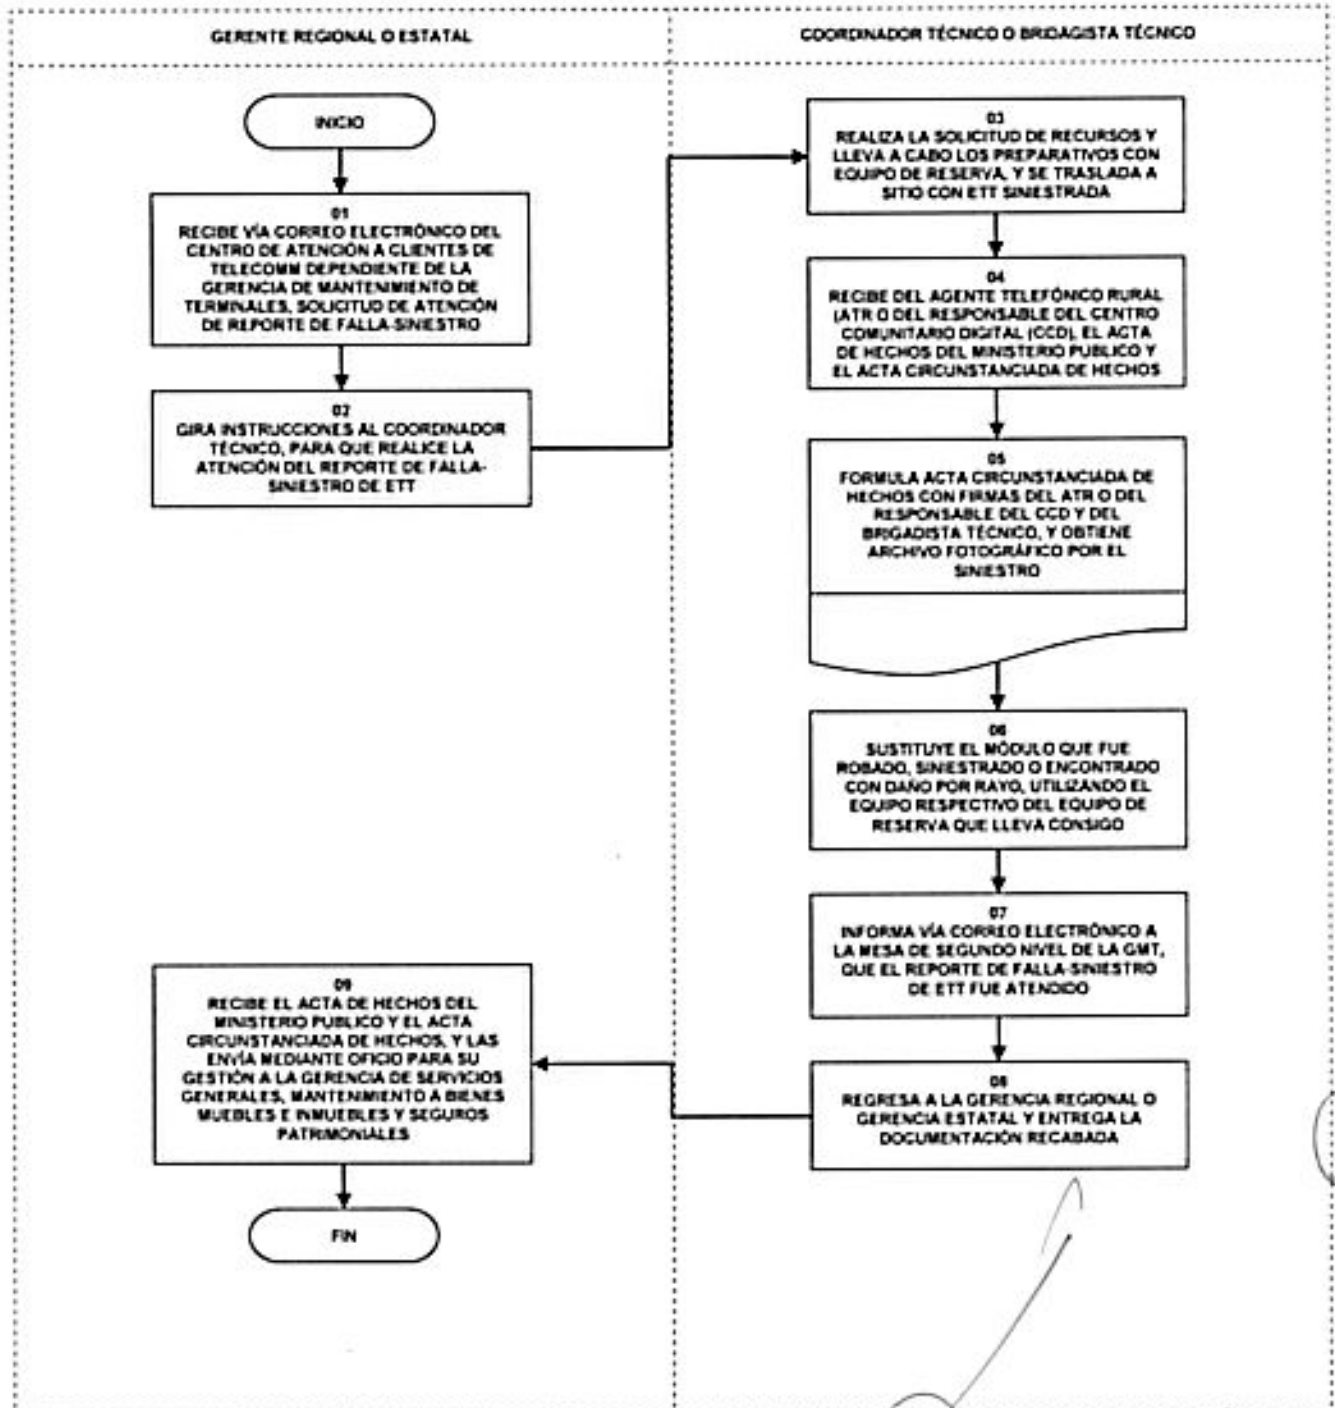 GERENTE REGIONAL O ESTATAL
COORDINADOR TÉCNICO O BRIDAGISTA TÉCNICO
INICIO
01
RECIBE VÍA CORREO ELECTRÓNICO DEL
CENTRO DE ATENCIÓN A CLIENTES DE
TELECOMM DEPENDIENTE DE LA
GERENCIA DE MANTENIMIENTO DE
TERMINALES, SOLICITUD DE ATENCIÓN
DE REPORTE DE FALLA-SINIESTRO
02
GIRA INSTRUCCIONES AL COORDINADOR
TÉCNICO, PARA QUE REALICE LA
ATENCIÓN DEL REPORTE DE FALLA-
SINIESTRO DE ETT
03
REALIZA LA SOLICITUD DE RECURSOS Y
LLEVA A CABO LOS PREPARATIVOS CON
EQUIPO DE RESERVA, Y SE TRASLADA A
SITIO CON ETT SINIESTRADA
04
RECIBE DEL AGENTE TELEFÓNICO RURAL
(ATR O DEL RESPONSABLE DEL CENTRO
COMUNITARIO DIGITAL (CCD), EL ACTA
DE HECHOS DEL MINISTERIO PUBLICO Y
EL ACTA CIRCUNSTANCIADA DE HECHOS
05
FORMULA ACTA CIRCUNSTANCIADA DE
HECHOS CON FIRMAS DEL ATR O DEL
RESPONSABLE DEL CCD Y DEL
BRIGADISTA TÉCNICO, Y OBTIENE
ARCHIVO FOTOGRÁFICO POR EL
SINIESTRO
06
SUSTITUYE EL MÓDULO QUE FUE
ROBADO, SINIESTRADO O ENCONTRADO
CON DAÑO POR RAYO, UTILIZANDO EL
EQUIPO RESPECTIVO DEL EQUIPO DE
RESERVA QUE LLEVA CONSIGO
07
INFORMA VÍA CORREO ELECTRÓNICO A
LA MESA DE SEGUNDO NIVEL DE LA GMT,
QUE EL REPORTE DE FALLA-SINIESTRO
DE ETT FUE ATENDIDO
08
REGRESA A LA GERENCIA REGIONAL O
GERENCIA ESTATAL Y ENTREGA LA
DOCUMENTACIÓN RECABADA
09
RECIBE EL ACTA DE HECHOS DEL
MINISTERIO PUBLICO Y EL ACTA
CIRCUNSTANCIADA DE HECHOS, Y LAS
ENVÍA MEDIANTE OFICIO PARA SU
GESTIÓN A LA GERENCIA DE SERVICIOS
GENERALES, MANTENIMIENTO A BIENES
MUEBLES E INMUEBLES Y SEGUROS
PATRIMONIALES
FIN